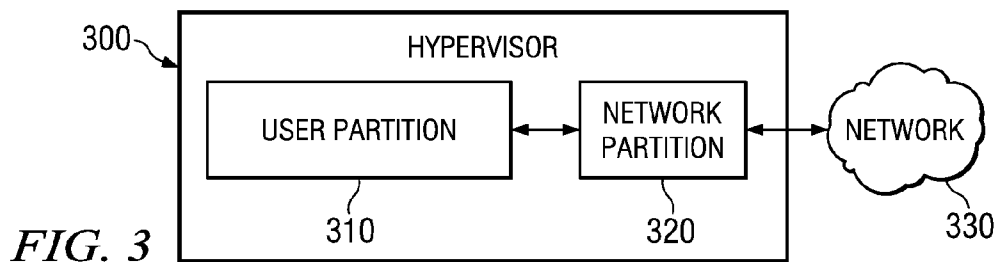 300
HYPERVISOR
USER PARTITION
NETWORK
PARTITION
NETWORK
310
320
330
FIG. 3